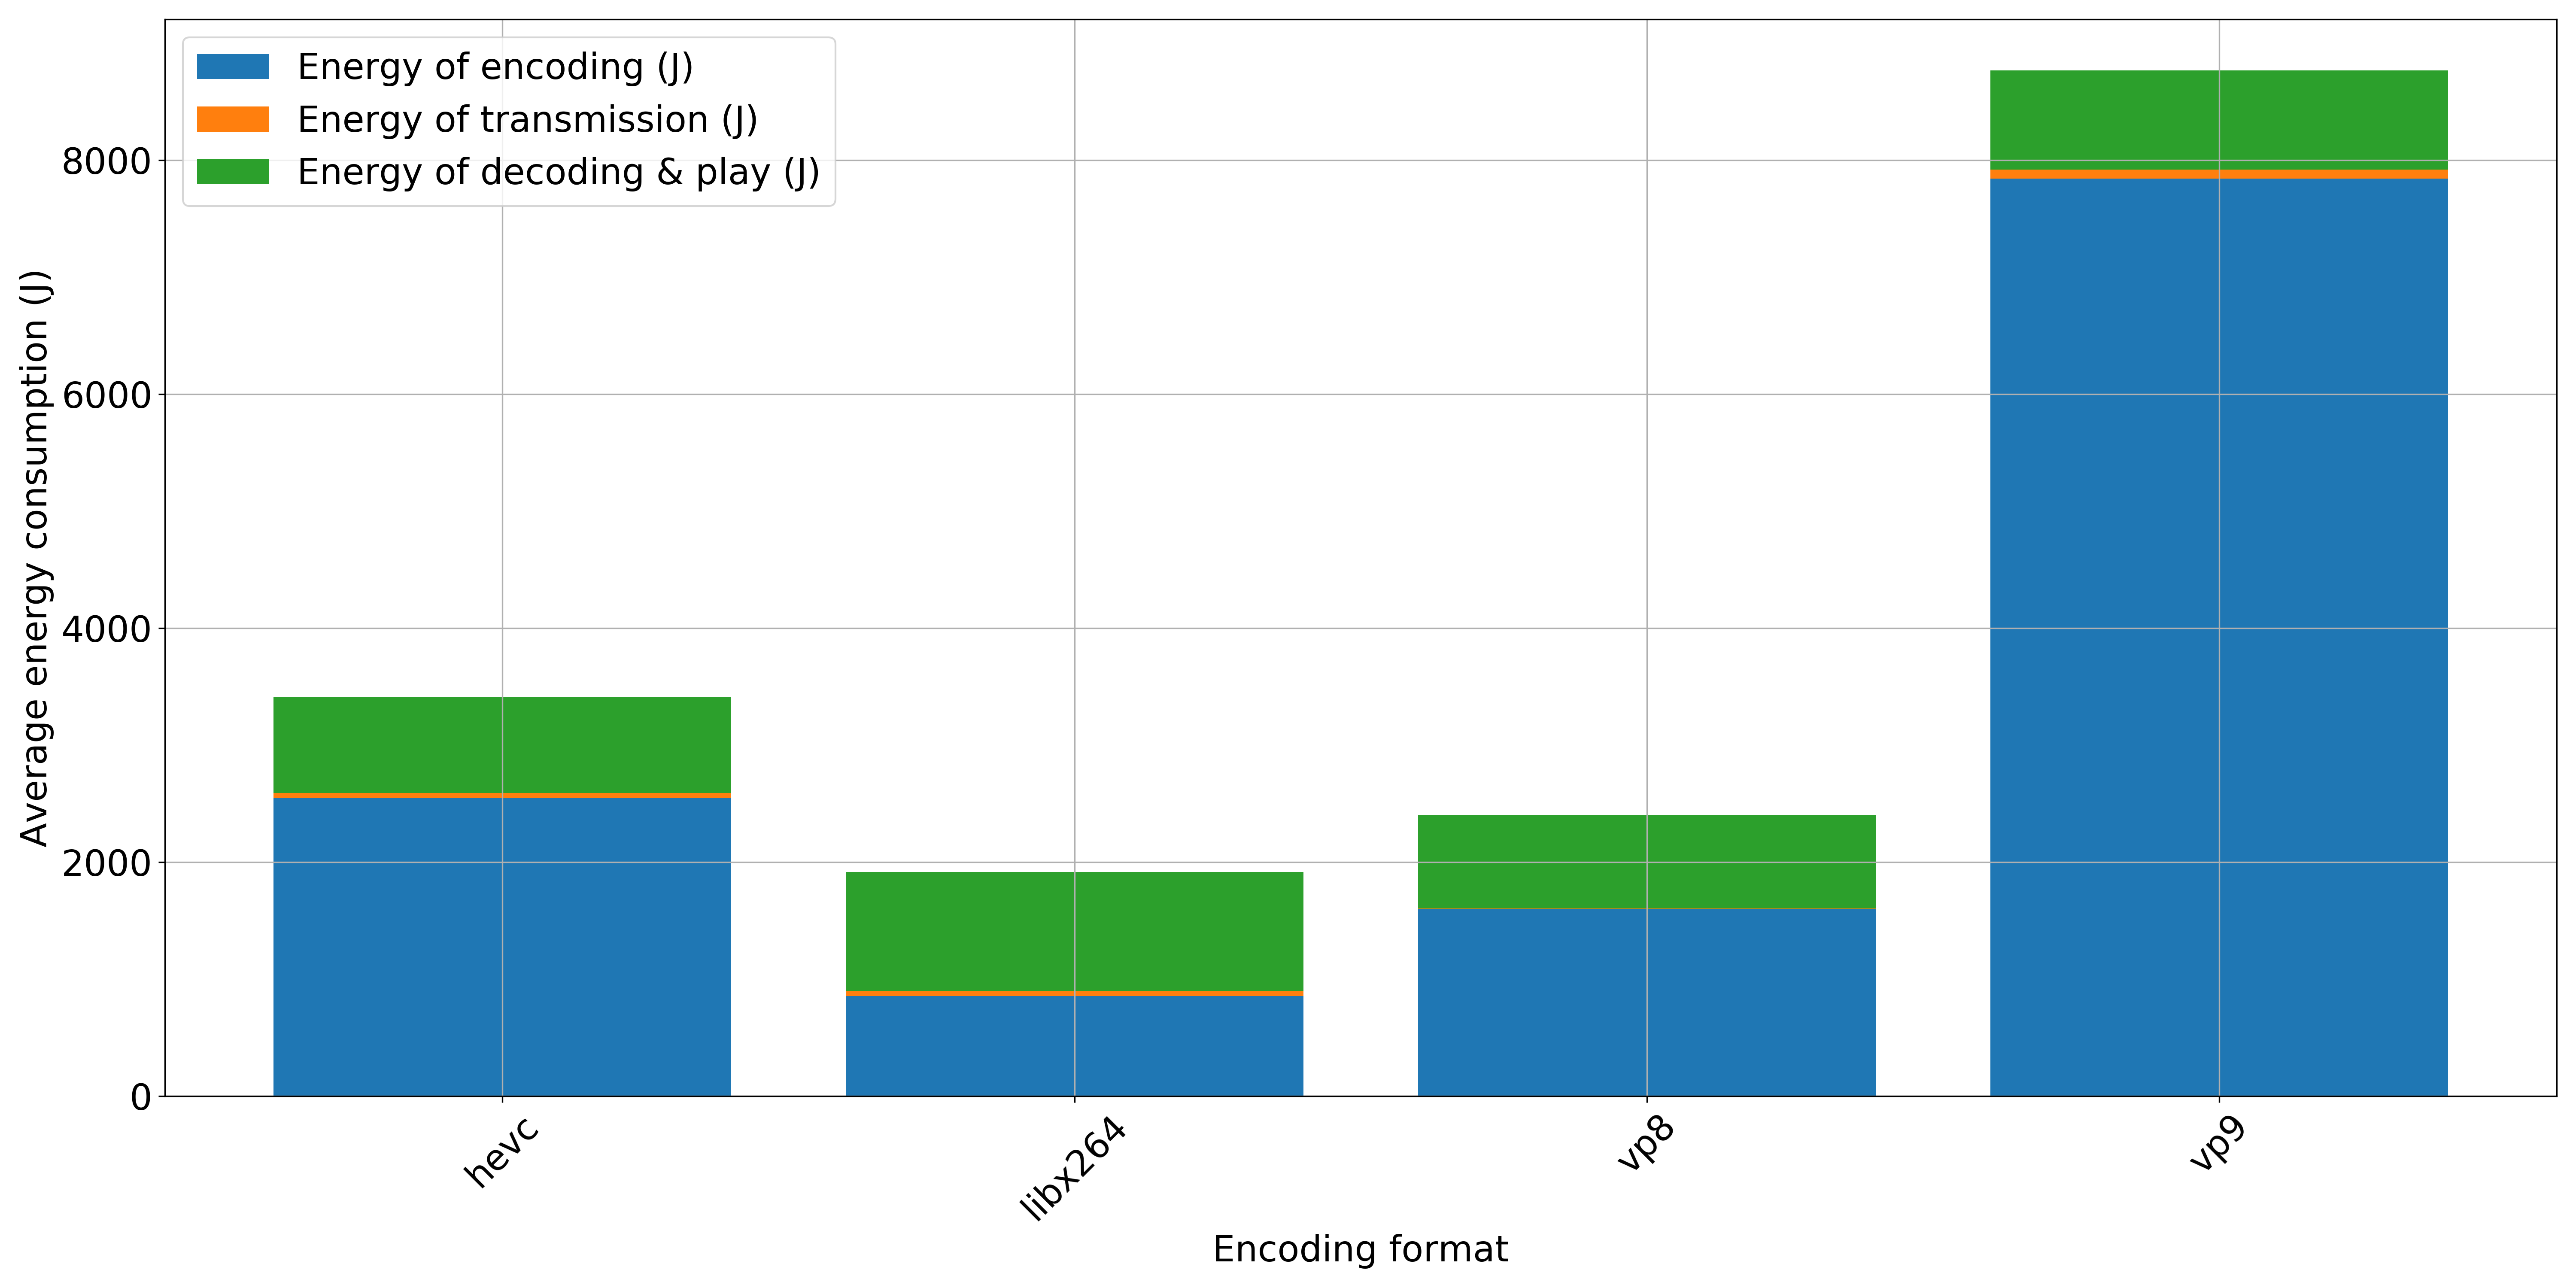 Energy of encoding (J)
Energy of transmission (J)
Energy of decoding & play (J)
Average energy consumption (J)
8000
6000
4000
2000
0
hevc
libx264
vp8
vp9
Encoding format